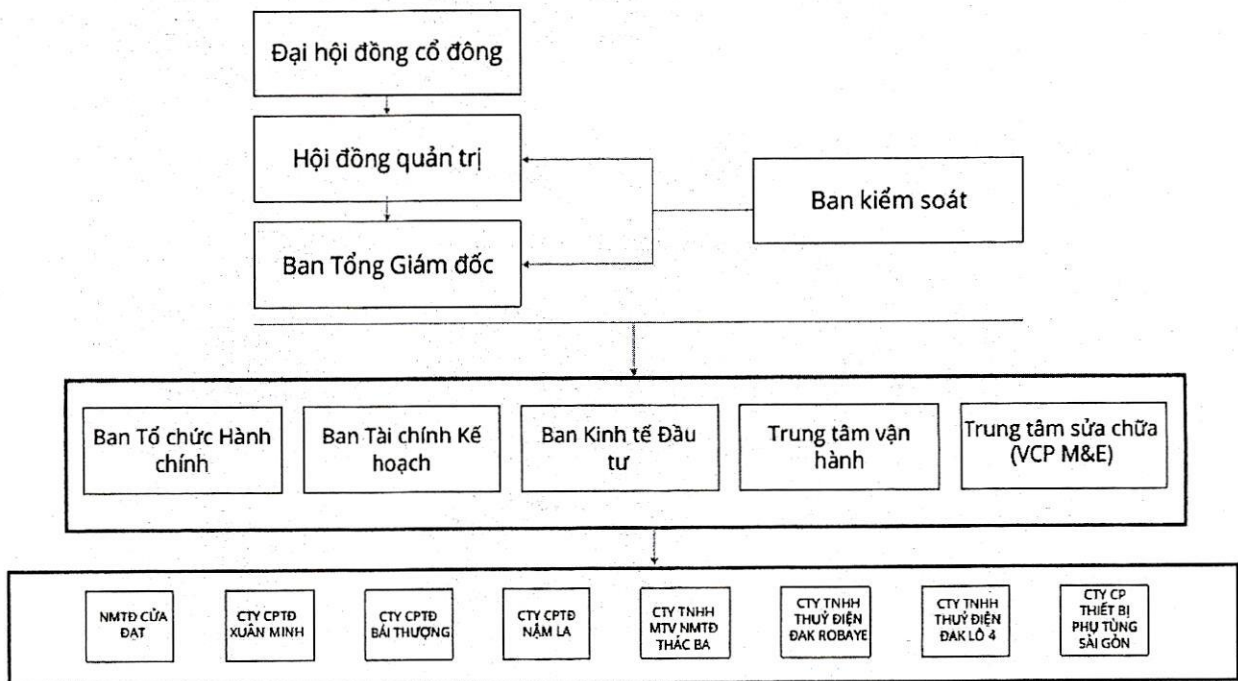 Đại hội đồng cổ đông
Hội đồng quản trị
Ban kiểm soát
Ban Tổng Giám đốc
Ban Tổ chức Hành
chính
Ban Tài chính Kế
hoạch
Ban Kinh tế Đầu
tư
Trung tâm vận
hành
Trung tâm sửa chữa
(VCP M&E)
NMTĐ CỬA
ĐẠT
CTY CPTĐ
XUÂN MINH
CTY CPTĐ
BÁI THƯỢNG
CTY CPTĐ
NẬM LA
CTY TNHH
MTV NMTĐ
THÁC BA
CTY TNHH
THUỶ ĐIỆN
ĐAK ROBAYE
CTY TNHH
THUỶ ĐIỆN
ĐAK LÔ 4
CTY CP
THIẾT BỊ
PHỤ TÙNG
SÀI GÒN